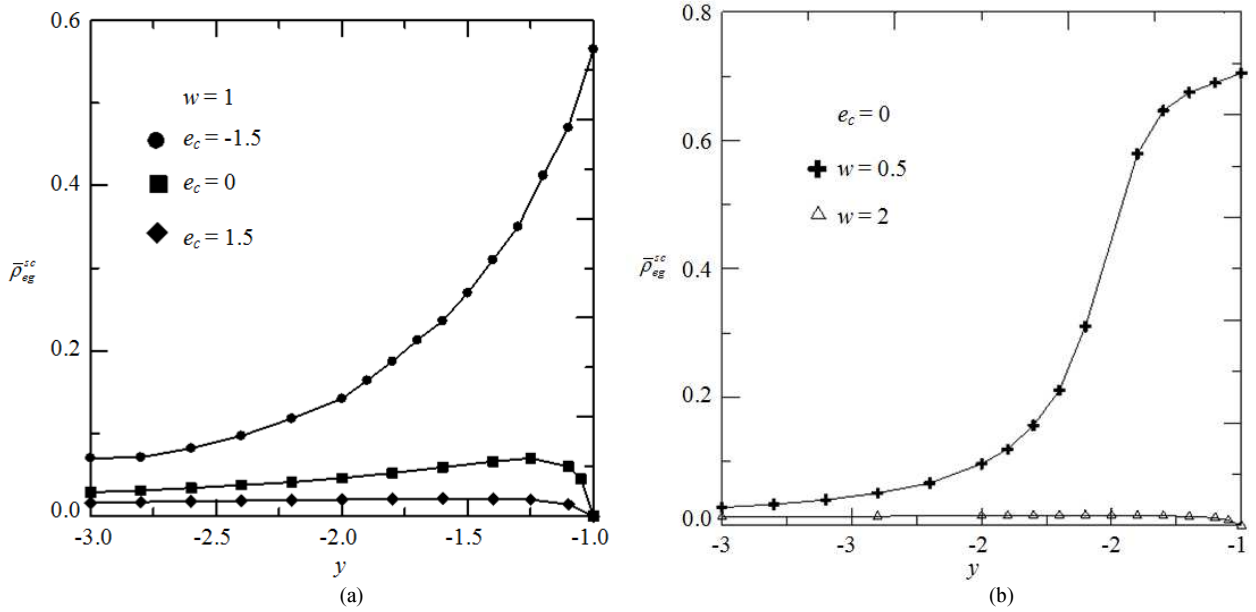 0.6
0.4
0.2
0.0
w = 1
e_c = -1.5
e_c = 0
e_c = 1.5
ρ̅_eg^sc
-3.0 -2.5 -2.0 -1.5 -1.0
y
(a)
0.8
0.6
0.4
0.2
0.0
e_c = 0
w = 0.5
w = 2
ρ̅_eg^sc
-3 -3 -2 -2 -1
y
(b)